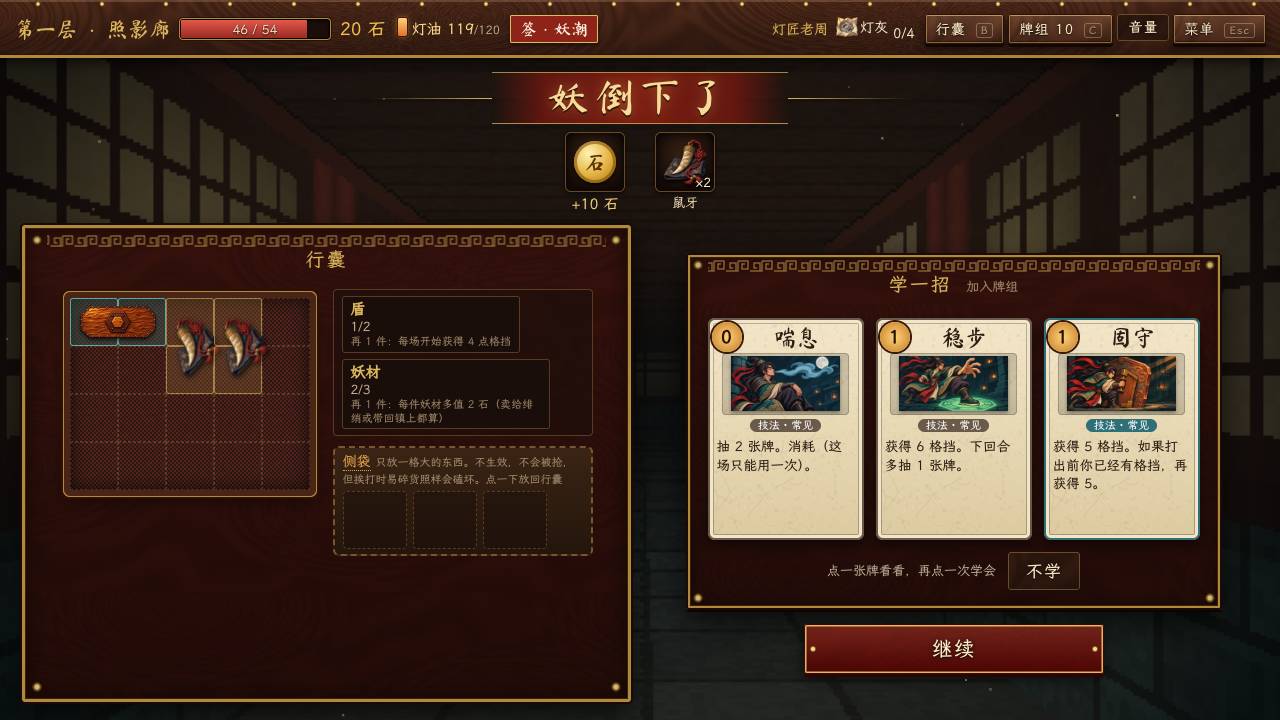 第一层 · 照影廊
46 / 54
20 石
灯油 119/120
签 · 妖潮
灯匠老周
灯灰 0/4
行囊 B
牌组 10 C
音量
菜单 Esc
妖倒下了
石
×2
+10 石
鼠牙
行囊
盾
1/2
再 1 件：每场开始获得 4 点格挡
妖材
2/3
再 1 件：每件妖材多值 2 石（卖给绯
绡或带回镇上都算）
侧袋 只放一格大的东西。不生效，不会被抢，
但挨打时易碎货照样会磕坏。点一下放回行囊
学一招 加入牌组
0 喘息
技法·常见
抽 2 张牌。消耗（这
场只能用一次）。
1 稳步
技法·常见
获得 6 格挡。下回合
多抽 1 张牌。
1 固守
技法·常见
获得 5 格挡。如果打
出前你已经有格挡，再
获得 5。
点一张牌看看，再点一次学会
不学
继续